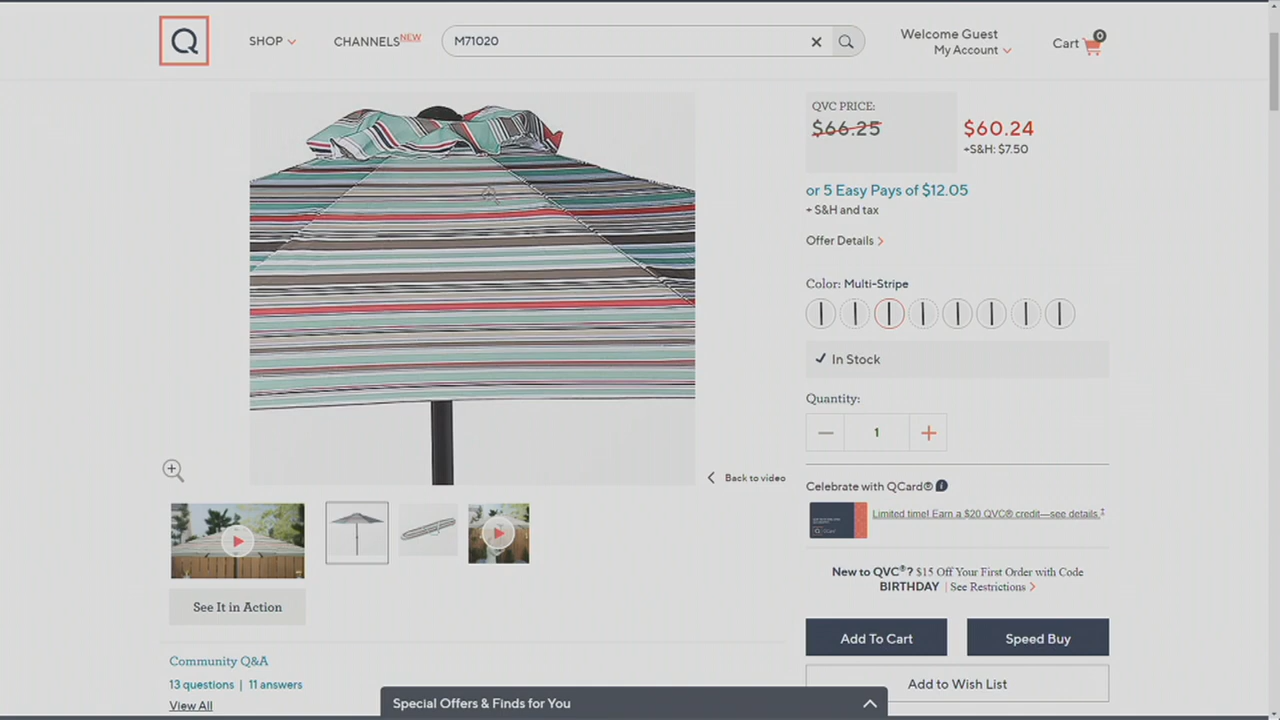 Q
SHOP
CHANNELS NEW
M71020
Welcome Guest
My Account
Cart
0
QVC PRICE:
$66.25
$60.24
+S&H: $7.50
or 5 Easy Pays of $12.05
+ S&H and tax
Offer Details
Color: Multi-Stripe
In Stock
Quantity:
1
Back to video
Celebrate with QCard®
Limited time! Earn a $20 QVC® credit—see details.‡
New to QVC®? $15 Off Your First Order with Code
BIRTHDAY | See Restrictions
See It in Action
Add To Cart
Speed Buy
Add to Wish List
Community Q&A
13 questions | 11 answers
View All
Special Offers & Finds for You